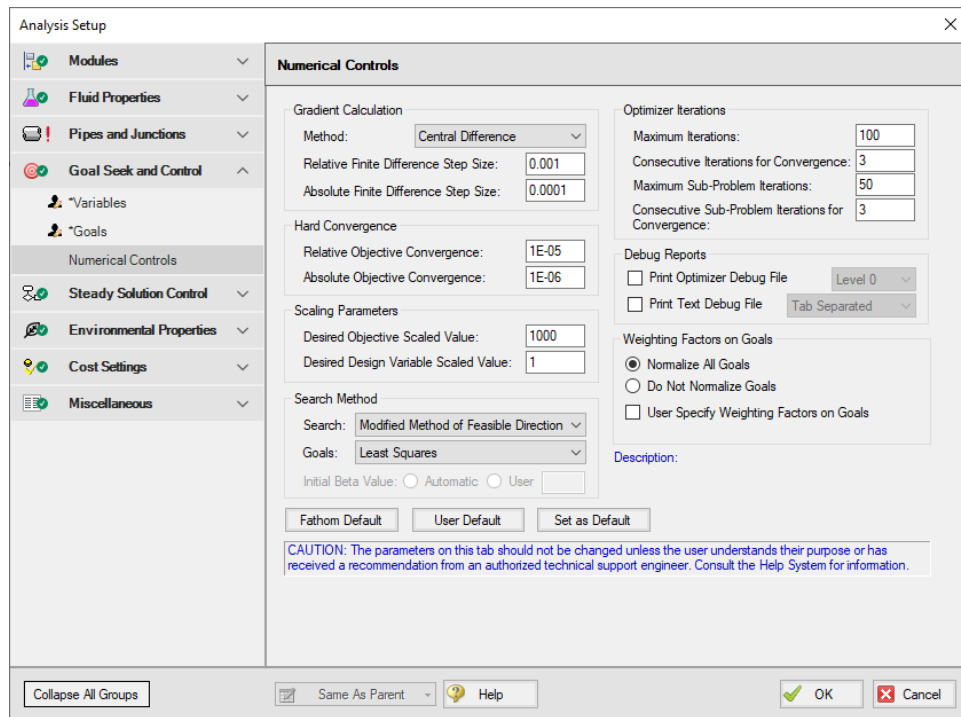 Analysis Setup
Modules
Fluid Properties
Pipes and Junctions
Goal Seek and Control
*Variables
*Goals
Numerical Controls
Steady Solution Control
Environmental Properties
Cost Settings
Miscellaneous
Numerical Controls
Gradient Calculation
Method: Central Difference
Relative Finite Difference Step Size: 0.001
Absolute Finite Difference Step Size: 0.0001
Hard Convergence
Relative Objective Convergence: 1E-05
Absolute Objective Convergence: 1E-06
Scaling Parameters
Desired Objective Scaled Value: 1000
Desired Design Variable Scaled Value: 1
Search Method
Search: Modified Method of Feasible Direction
Goals: Least Squares
Initial Beta Value: Automatic User
Optimizer Iterations
Maximum Iterations: 100
Consecutive Iterations for Convergence: 3
Maximum Sub-Problem Iterations: 50
Consecutive Sub-Problem Iterations for 3
Convergence:
Debug Reports
Print Optimizer Debug File Level 0
Print Text Debug File Tab Separated
Weighting Factors on Goals
Normalize All Goals
Do Not Normalize Goals
User Specify Weighting Factors on Goals
Description:
Fathom Default User Default Set as Default
CAUTION: The parameters on this tab should not be changed unless the user understands their purpose or has
received a recommendation from an authorized technical support engineer. Consult the Help System for information.
Collapse All Groups Same As Parent Help OK Cancel